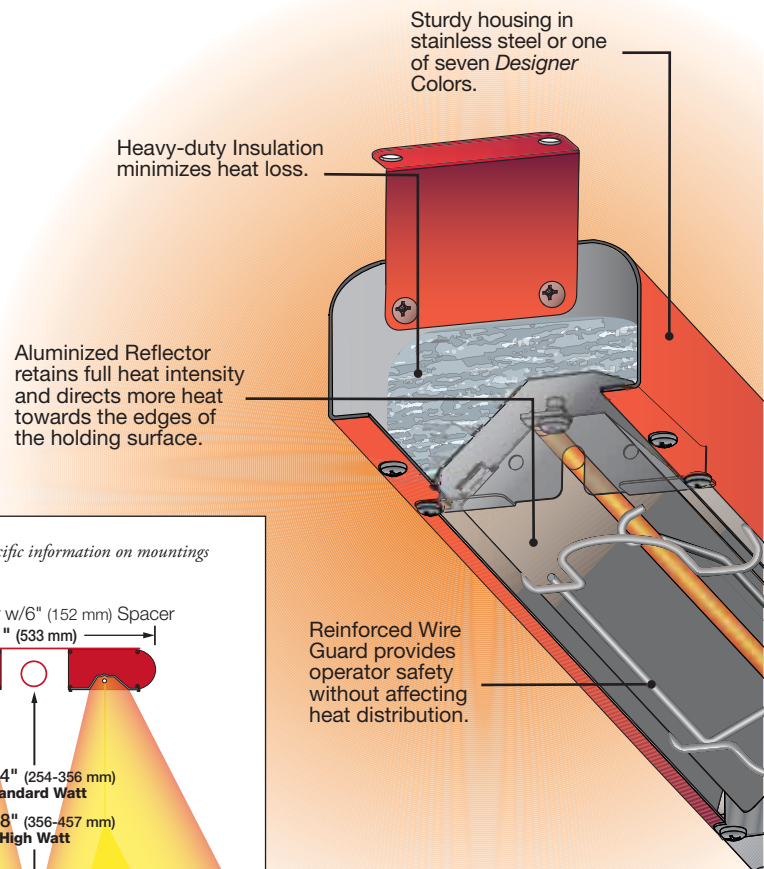 Sturdy housing in
stainless steel or one
of seven Designer
Colors.
Heavy-duty Insulation
minimizes heat loss.
Aluminized Reflector
retains full heat intensity
and directs more heat
towards the edges of
the holding surface.
Reinforced Wire
Guard provides
operator safety
without affecting
heat distribution.
information on mountings
w/6" (152 mm) Spacer
" (533 mm)
4" (254-356 mm)
Watt
8" (356-457 mm)
High Watt